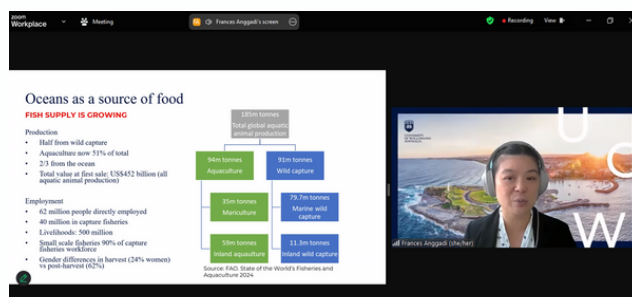 zoom
Workplace
Meeting
Frances Anggadi's screen
Recording
View
Oceans as a source of food
FISH SUPPLY IS GROWING
Production
• Half from wild capture
• Aquaculture now 51% of total
• 2/3 from the ocean
• Total value at first sale: US$452 billion (all
aquatic animal production)
Employment
• 62 million people directly employed
• 40 million in capture fisheries
• Livelihoods: 500 million
• Small scale fisheries 90% of capture
fisheries workforce
• Gender differences in harvest (24% women)
vs post-harvest (62%)
185m tonnes
Total global aquatic
animal production
94m tonnes
Aquaculture
91m tonnes
Wild capture
35m tonnes
Mariculture
79.7m tonnes
Marine wild
capture
59m tonnes
Inland aquaulture
11.3m tonnes
Inland wild capture
Source: FAO. State of the World's Fisheries and
Aquaculture 2024
UNIVERSITY
OF WOLLONGONG
AUSTRALIA
U
O
W
Frances Anggadi (she/her)